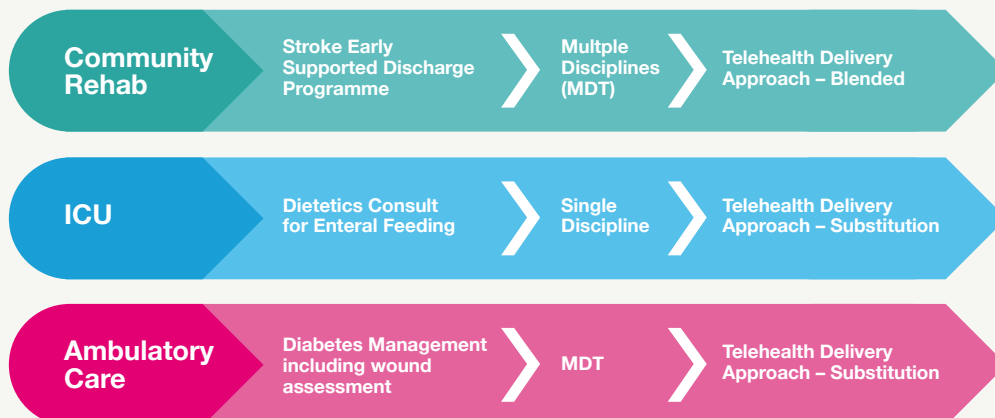 Community
Rehab
Stroke Early
Supported Discharge
Programme
Multple
Disciplines
(MDT)
Telehealth Delivery
Approach – Blended
ICU
Dietetics Consult
for Enteral Feeding
Single
Discipline
Telehealth Delivery
Approach – Substitution
Ambulatory
Care
Diabetes Management
including wound
assessment
MDT
Telehealth Delivery
Approach – Substitution